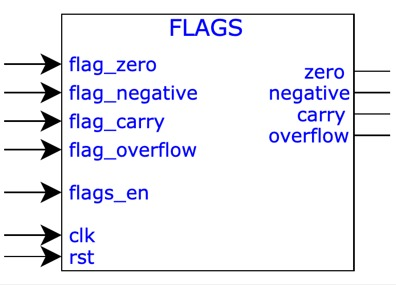 FLAGS
flag_zero
flag_negative
flag_carry
flag_overflow
flags_en
clk
rst
zero
negative
carry
overflow